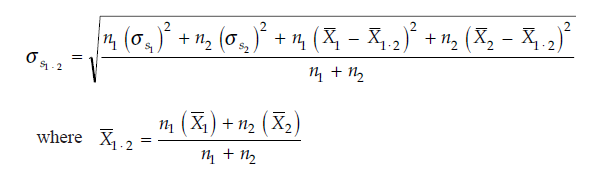 σ_{s_{1·2}} = √[ ( n₁ (σ_{s₁})² + n₂ (σ_{s₂})² + n₁ (X̄₁ − X̄_{1·2})² + n₂ (X̄₂ − X̄_{1·2})² ) / ( n₁ + n₂ ) ]
where X̄_{1·2} = ( n₁ (X̄₁) + n₂ (X̄₂) ) / ( n₁ + n₂ )